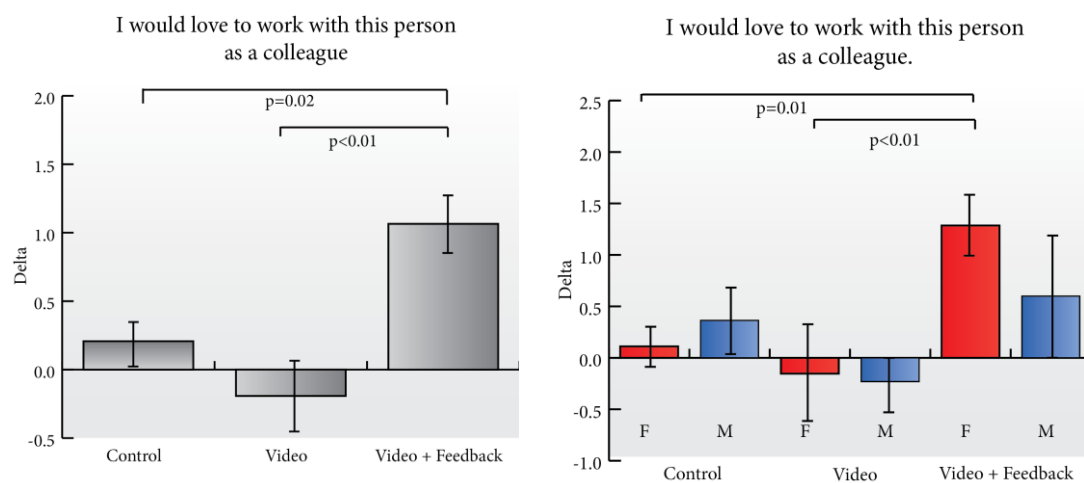 I would love to work with this person
as a colleague
2.0
p=0.02
p<0.01
1.5
1.0
0.5
0.0
-0.5
Delta
Control Video Video + Feedback
I would love to work with this person
as a colleague.
2.5
p=0.01
p<0.01
2.0
1.5
1.0
0.5
0.0
-0.5
-1.0
Delta
F M F M F M
Control Video Video + Feedback